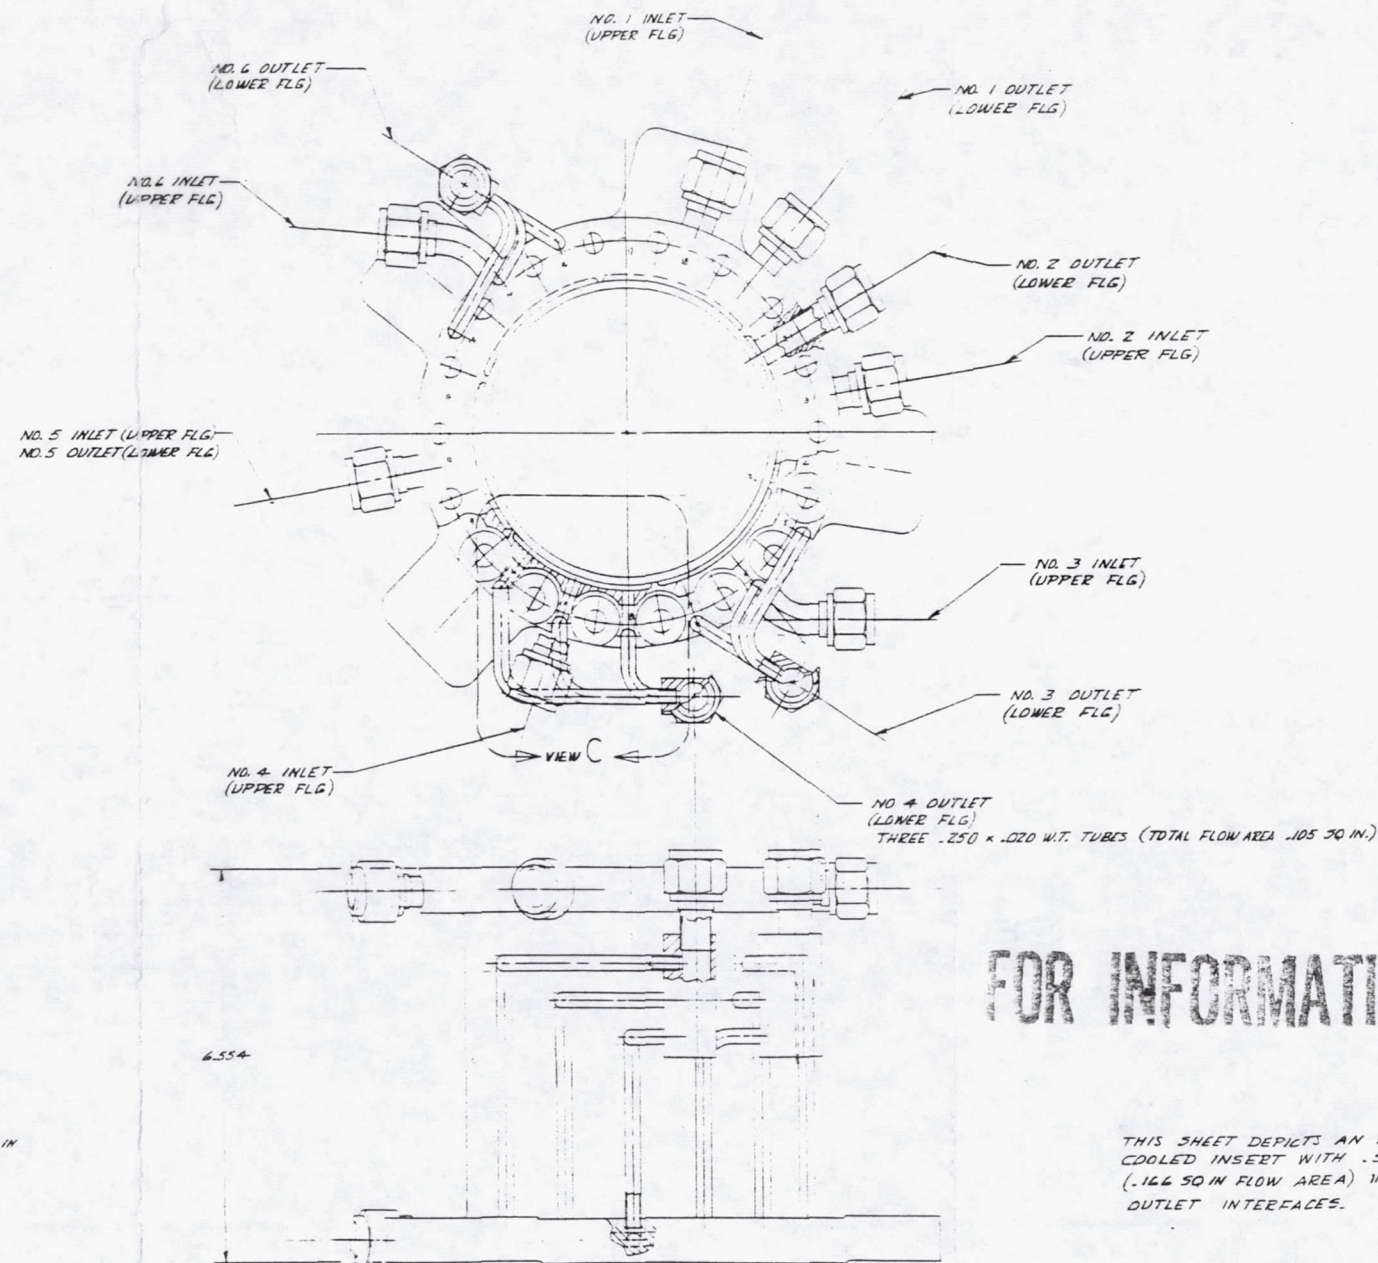 NO. 1 INLET
(UPPER FLG)
NO. 6 OUTLET
(LOWER FLG)
NO. 1 OUTLET
(LOWER FLG)
NO. 6 INLET
(UPPER FLG)
NO. 2 OUTLET
(LOWER FLG)
NO. 2 INLET
(UPPER FLG)
NO. 5 INLET (UPPER FLG)
NO. 5 OUTLET (LOWER FLG)
NO. 3 INLET
(UPPER FLG)
NO. 3 OUTLET
(LOWER FLG)
VIEW C
NO. 4 INLET
(UPPER FLG)
NO 4 OUTLET
(LOWER FLG)
THREE .250 x .020 W.T. TUBES (TOTAL FLOW AREA .105 SQ IN.)
FOR INFORMATI
6.554
IN
THIS SHEET DEPICTS AN
COOLED INSERT WITH .5
(.166 SQ IN FLOW AREA)
OUTLET INTERFACES.